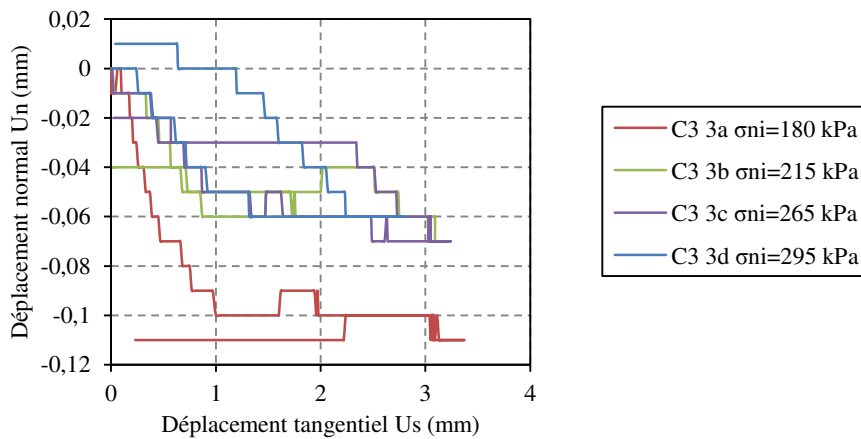 0,02
0
-0,02
-0,04
-0,06
-0,08
-0,1
-0,12
Déplacement normal Un (mm)
0 1 2 3 4
Déplacement tangentiel Us (mm)
C3 3a σni=180 kPa
C3 3b σni=215 kPa
C3 3c σni=265 kPa
C3 3d σni=295 kPa